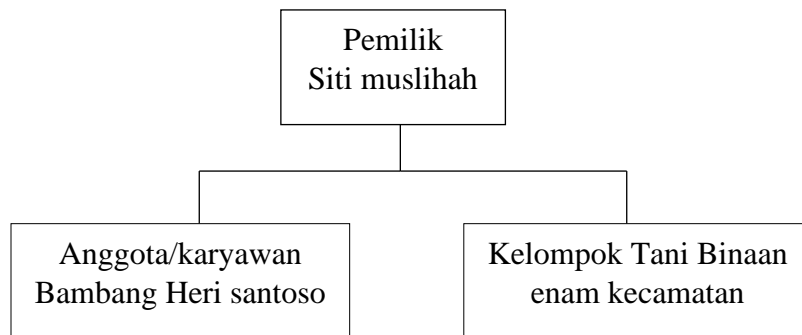 Pemilik
Siti muslihah
Anggota/karyawan
Bambang Heri santoso
Kelompok Tani Binaan
enam kecamatan